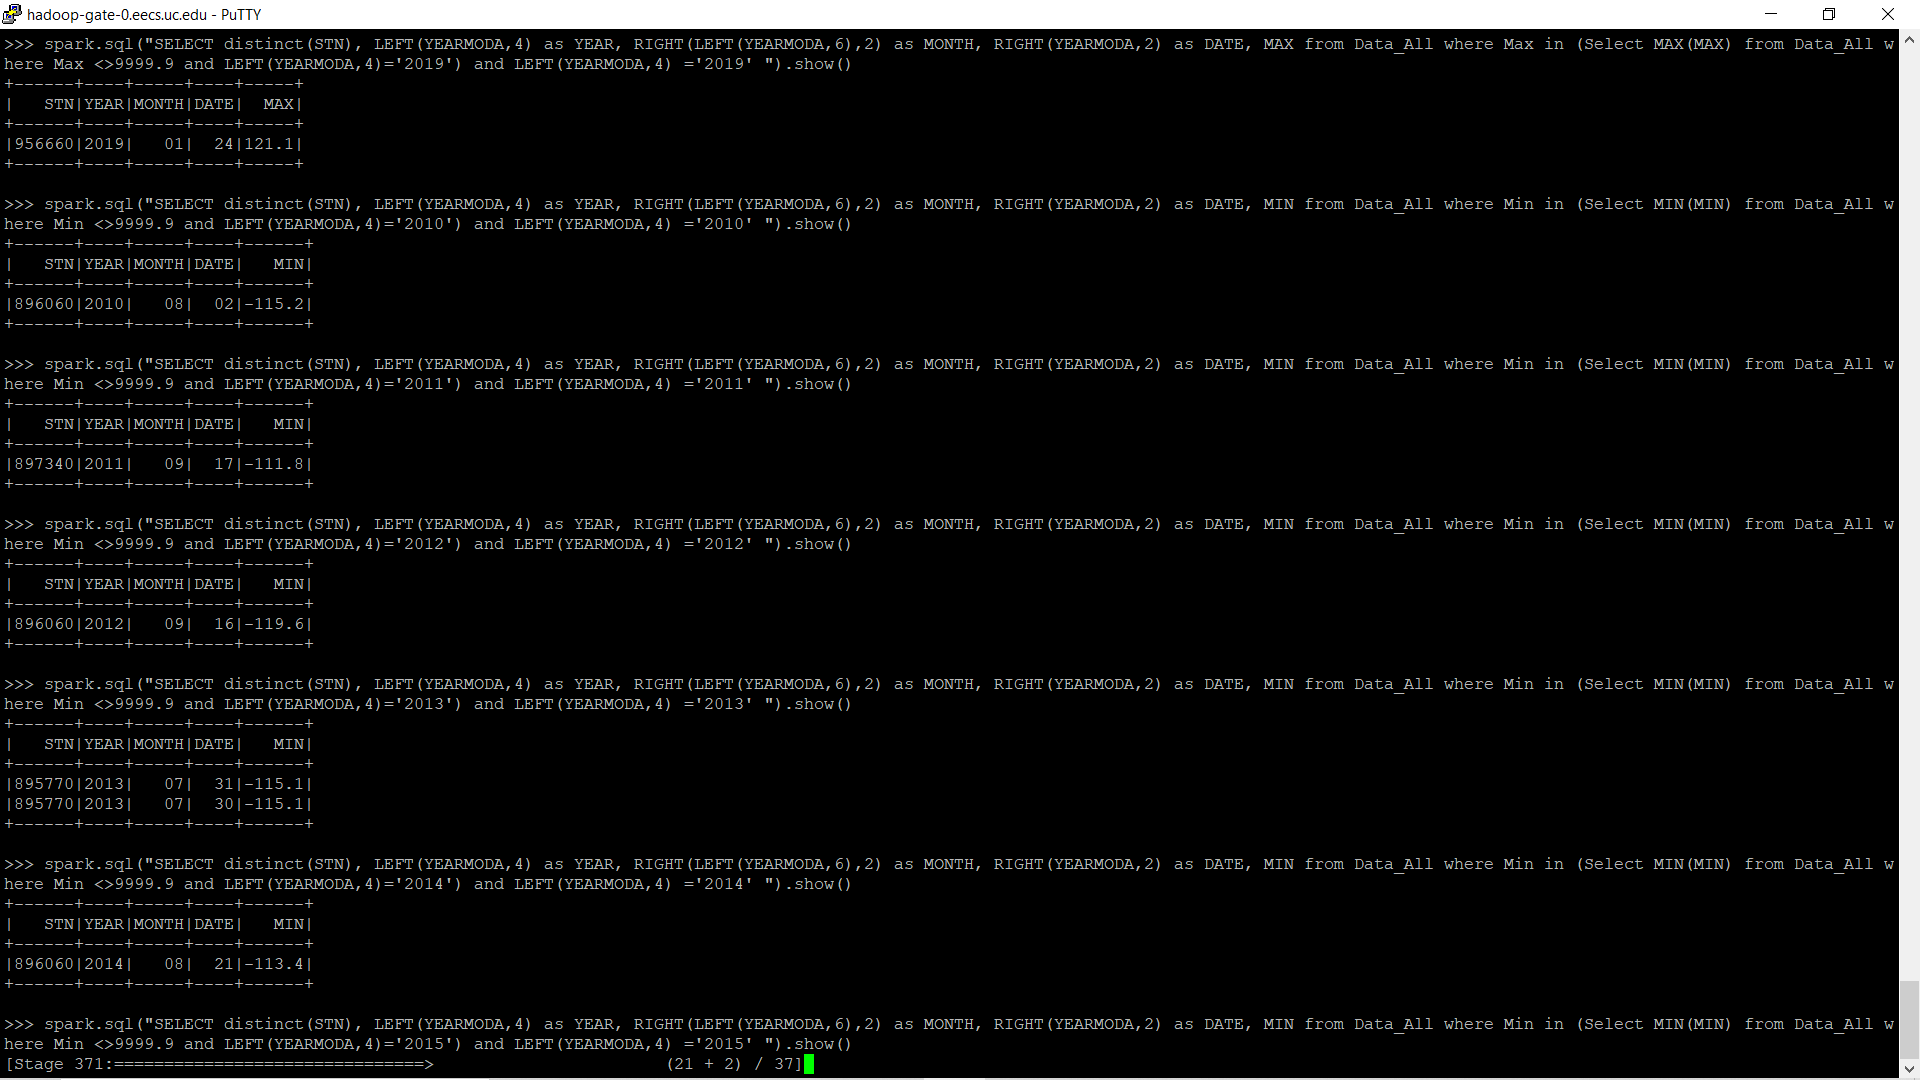 hadoop-gate-0.eecs.uc.edu - PuTTY
>>> spark.sql("SELECT distinct(STN), LEFT(YEARMODA,4) as YEAR, RIGHT(LEFT(YEARMODA,6),2) as MONTH, RIGHT(YEARMODA,2) as DATE, MAX from Data_All where Max in (Select MAX(MAX) from Data_All w
here Max <>9999.9 and LEFT(YEARMODA,4)='2019') and LEFT(YEARMODA,4) ='2019' ").show()
+------+----+-----+----+-----+
|   STN|YEAR|MONTH|DATE|  MAX|
+------+----+-----+----+-----+
|956660|2019|   01|  24|121.1|
+------+----+-----+----+-----+
>>> spark.sql("SELECT distinct(STN), LEFT(YEARMODA,4) as YEAR, RIGHT(LEFT(YEARMODA,6),2) as MONTH, RIGHT(YEARMODA,2) as DATE, MIN from Data_All where Min in (Select MIN(MIN) from Data_All w
here Min <>9999.9 and LEFT(YEARMODA,4)='2010') and LEFT(YEARMODA,4) ='2010' ").show()
+------+----+-----+----+------+
|   STN|YEAR|MONTH|DATE|   MIN|
+------+----+-----+----+------+
|896060|2010|   08|  02|-115.2|
+------+----+-----+----+------+
>>> spark.sql("SELECT distinct(STN), LEFT(YEARMODA,4) as YEAR, RIGHT(LEFT(YEARMODA,6),2) as MONTH, RIGHT(YEARMODA,2) as DATE, MIN from Data_All where Min in (Select MIN(MIN) from Data_All w
here Min <>9999.9 and LEFT(YEARMODA,4)='2011') and LEFT(YEARMODA,4) ='2011' ").show()
+------+----+-----+----+------+
|   STN|YEAR|MONTH|DATE|   MIN|
+------+----+-----+----+------+
|897340|2011|   09|  17|-111.8|
+------+----+-----+----+------+
>>> spark.sql("SELECT distinct(STN), LEFT(YEARMODA,4) as YEAR, RIGHT(LEFT(YEARMODA,6),2) as MONTH, RIGHT(YEARMODA,2) as DATE, MIN from Data_All where Min in (Select MIN(MIN) from Data_All w
here Min <>9999.9 and LEFT(YEARMODA,4)='2012') and LEFT(YEARMODA,4) ='2012' ").show()
+------+----+-----+----+------+
|   STN|YEAR|MONTH|DATE|   MIN|
+------+----+-----+----+------+
|896060|2012|   09|  16|-119.6|
+------+----+-----+----+------+
>>> spark.sql("SELECT distinct(STN), LEFT(YEARMODA,4) as YEAR, RIGHT(LEFT(YEARMODA,6),2) as MONTH, RIGHT(YEARMODA,2) as DATE, MIN from Data_All where Min in (Select MIN(MIN) from Data_All w
here Min <>9999.9 and LEFT(YEARMODA,4)='2013') and LEFT(YEARMODA,4) ='2013' ").show()
+------+----+-----+----+------+
|   STN|YEAR|MONTH|DATE|   MIN|
+------+----+-----+----+------+
|895770|2013|   07|  31|-115.1|
|895770|2013|   07|  30|-115.1|
+------+----+-----+----+------+
>>> spark.sql("SELECT distinct(STN), LEFT(YEARMODA,4) as YEAR, RIGHT(LEFT(YEARMODA,6),2) as MONTH, RIGHT(YEARMODA,2) as DATE, MIN from Data_All where Min in (Select MIN(MIN) from Data_All w
here Min <>9999.9 and LEFT(YEARMODA,4)='2014') and LEFT(YEARMODA,4) ='2014' ").show()
+------+----+-----+----+------+
|   STN|YEAR|MONTH|DATE|   MIN|
+------+----+-----+----+------+
|896060|2014|   08|  21|-113.4|
+------+----+-----+----+------+
>>> spark.sql("SELECT distinct(STN), LEFT(YEARMODA,4) as YEAR, RIGHT(LEFT(YEARMODA,6),2) as MONTH, RIGHT(YEARMODA,2) as DATE, MIN from Data_All where Min in (Select MIN(MIN) from Data_All w
here Min <>9999.9 and LEFT(YEARMODA,4)='2015') and LEFT(YEARMODA,4) ='2015' ").show()
[Stage 371:===============================>                       (21 + 2) / 37]